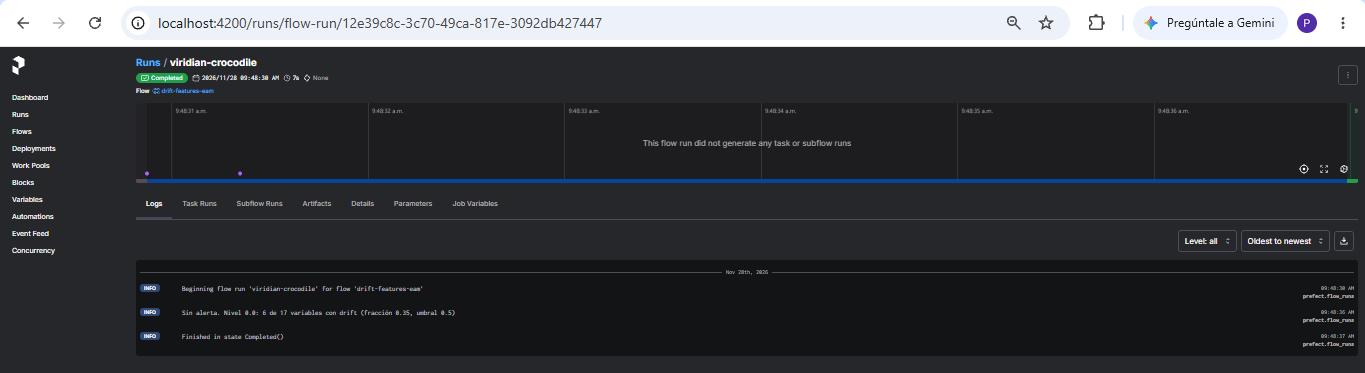 localhost:4200/runs/flow-run/12e39c8c-3c70-49ca-817e-3092db427447
Pregúntale a Gemini
P
Runs / viridian-crocodile
Completed 2026/11/28 09:48:30 AM 7s None
Flow drift-features-eam
Dashboard
Runs
Flows
Deployments
Work Pools
Blocks
Variables
Automations
Event Feed
Concurrency
9:48:31 a.m. 9:48:32 a.m. 9:48:33 a.m. 9:48:34 a.m. 9:48:35 a.m. 9:48:36 a.m. 9
This flow run did not generate any task or subflow runs
Logs Task Runs Subflow Runs Artifacts Details Parameters Job Variables
Level: all Oldest to newest
Nov 28th, 2026
INFO Beginning flow run 'viridian-crocodile' for flow 'drift-features-eam' 09:48:30 AM
prefect.flow_runs
INFO Sin alerta. Nivel 0.0: 6 de 17 variables con drift (fracción 0.35, umbral 0.5) 09:48:36 AM
prefect.flow_runs
INFO Finished in state Completed() 09:48:37 AM
prefect.flow_runs